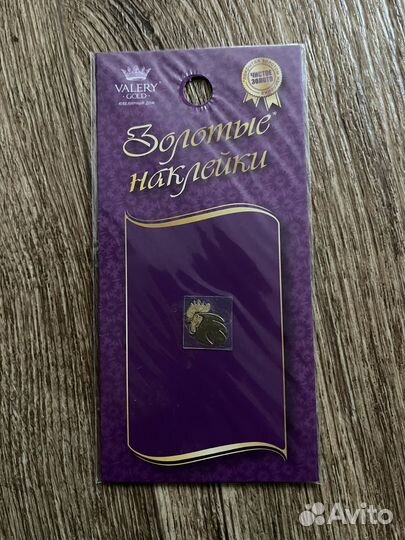 VALERY
GOLD
ЮВЕЛИРНЫЙ ДОМ
ЧИСТОЕ
ЗОЛОТО
Золотые*
наклейки
Avito